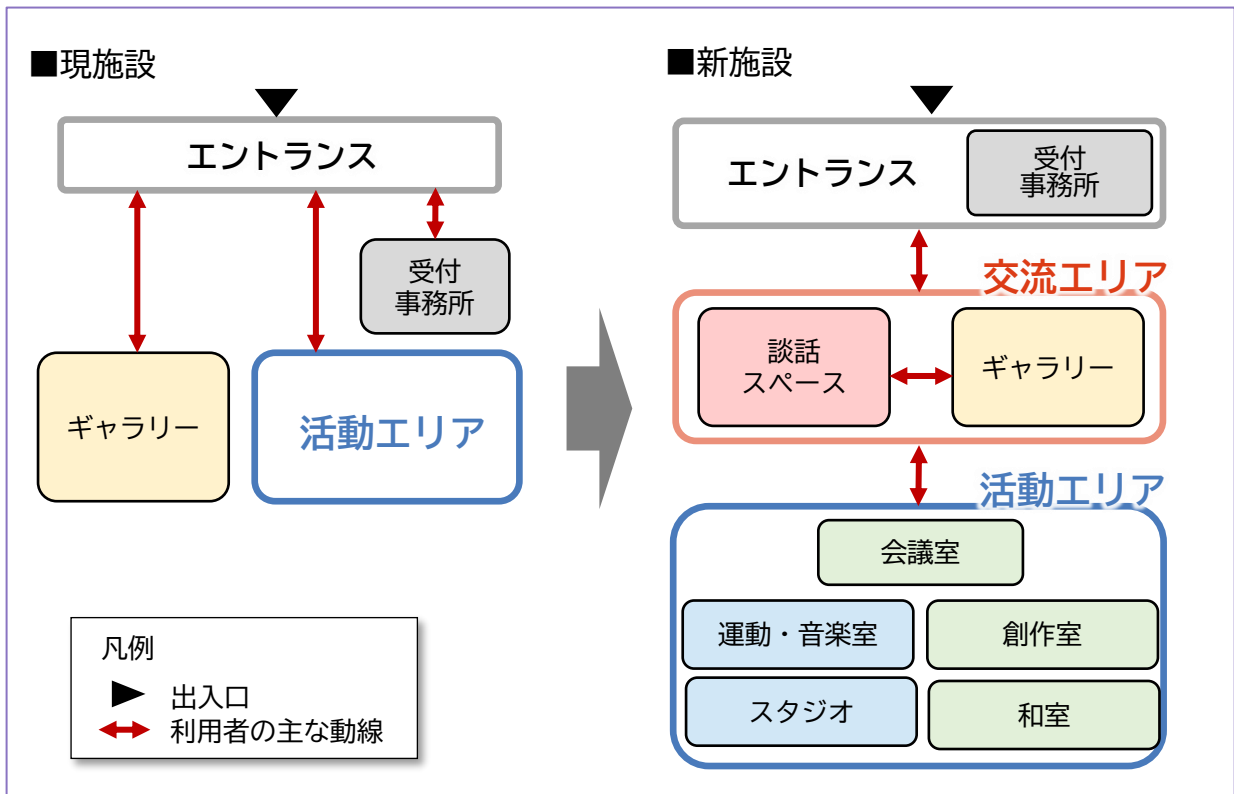 ■現施設
エントランス
受付
事務所
ギャラリー
活動エリア
凡例
出入口
利用者の主な動線
■新施設
エントランス
受付
事務所
交流エリア
談話
スペース
ギャラリー
活動エリア
会議室
運動・音楽室
創作室
スタジオ
和室